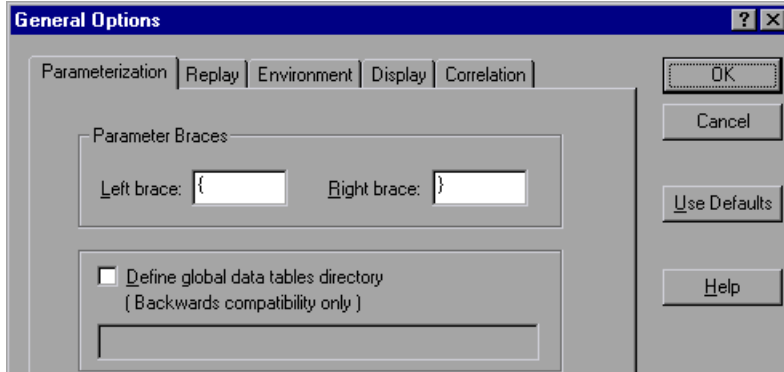 General Options
Parameterization Replay Environment Display Correlation
OK
Cancel
Use Defaults
Help
Parameter Braces
Left brace: { Right brace: }
Define global data tables directory
( Backwards compatibility only )